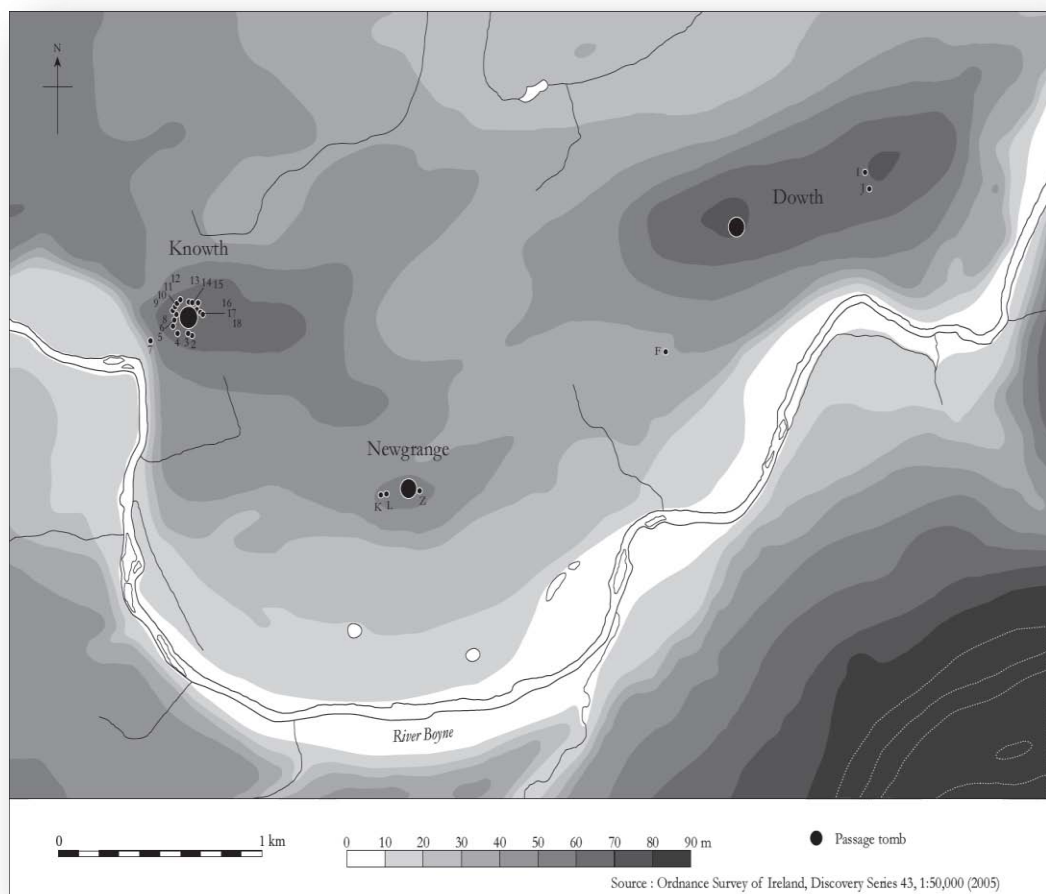 N
Knowth
12
11
10
9
13 14 15
16
17
18
8
6
5
7
4 3 2
Dowth
I
J
F
Newgrange
K L Z
River Boyne
0 1 km
0 10 20 30 40 50 60 70 80 90 m
Passage tomb
Source : Ordnance Survey of Ireland, Discovery Series 43, 1:50,000 (2005)